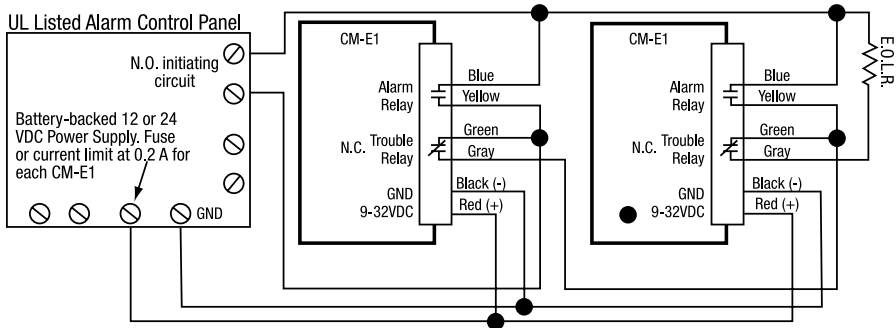 UL Listed Alarm Control Panel
N.O. initiating
circuit
Battery-backed 12 or 24
VDC Power Supply. Fuse
or current limit at 0.2 A for
each CM-E1
GND
CM-E1
Alarm
Relay
Blue
Yellow
N.C.
Trouble
Relay
Green
Gray
GND
9-32VDC
Black (-)
Red (+)
CM-E1
Alarm
Relay
Blue
Yellow
N.C.
Trouble
Relay
Green
Gray
GND
9-32VDC
Black (-)
Red (+)
E.O.L.R.